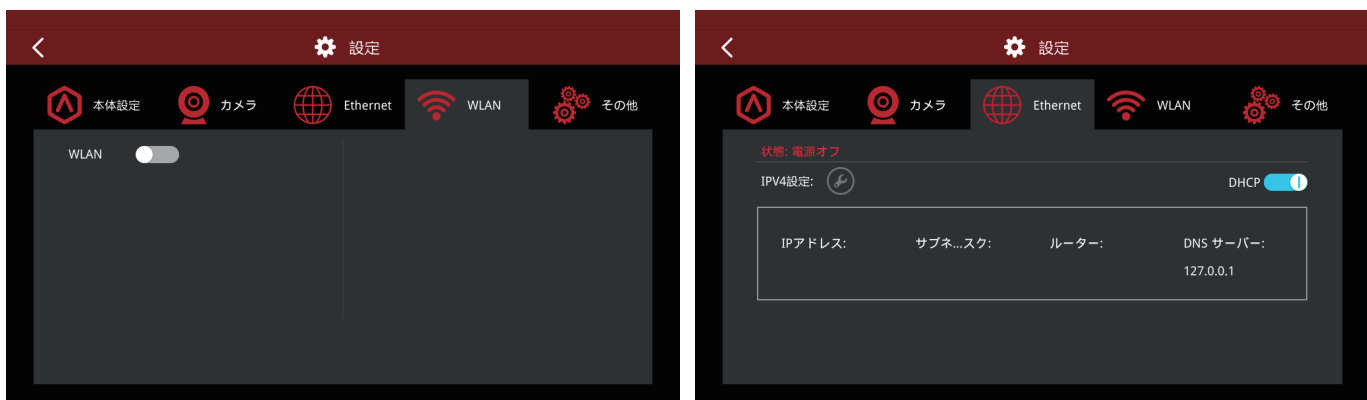 設定
本体設定 カメラ Ethernet WLAN その他
WLAN
設定
本体設定 カメラ Ethernet WLAN その他
状態: 電源オフ
IPV4設定: DHCP
IPアドレス: サブネ...スク: ルーター: DNS サーバー:
127.0.0.1